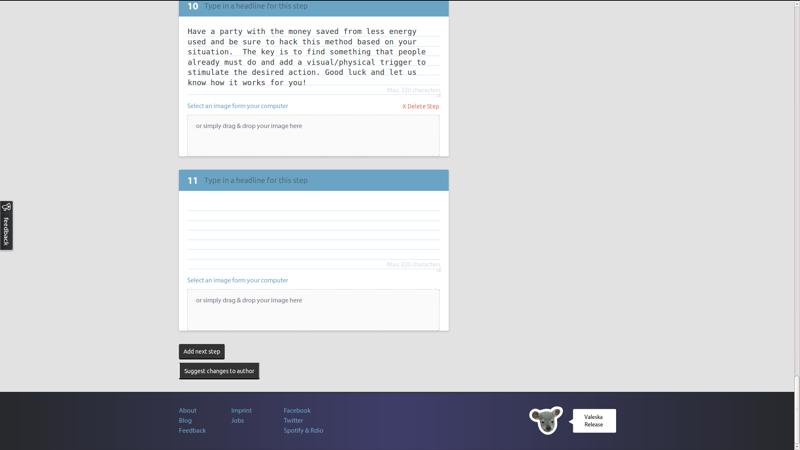 10 Type in a headline for this step
Have a party with the money saved from less energy
used and be sure to hack this method based on your
situation.  The key is to find something that people
already must do and add a visual/physical trigger to
stimulate the desired action. Good luck and let us
know how it works for you!
Max. 320 characters
Select an image form your computer
X Delete Step
or simply drag & drop your image here
11 Type in a headline for this step
Max. 320 characters
Select an image form your computer
or simply drag & drop your image here
feedback
Add next step
Suggest changes to author
About
Blog
Feedback
Imprint
Jobs
Facebook
Twitter
Spotify & Rdio
Valeska
Release